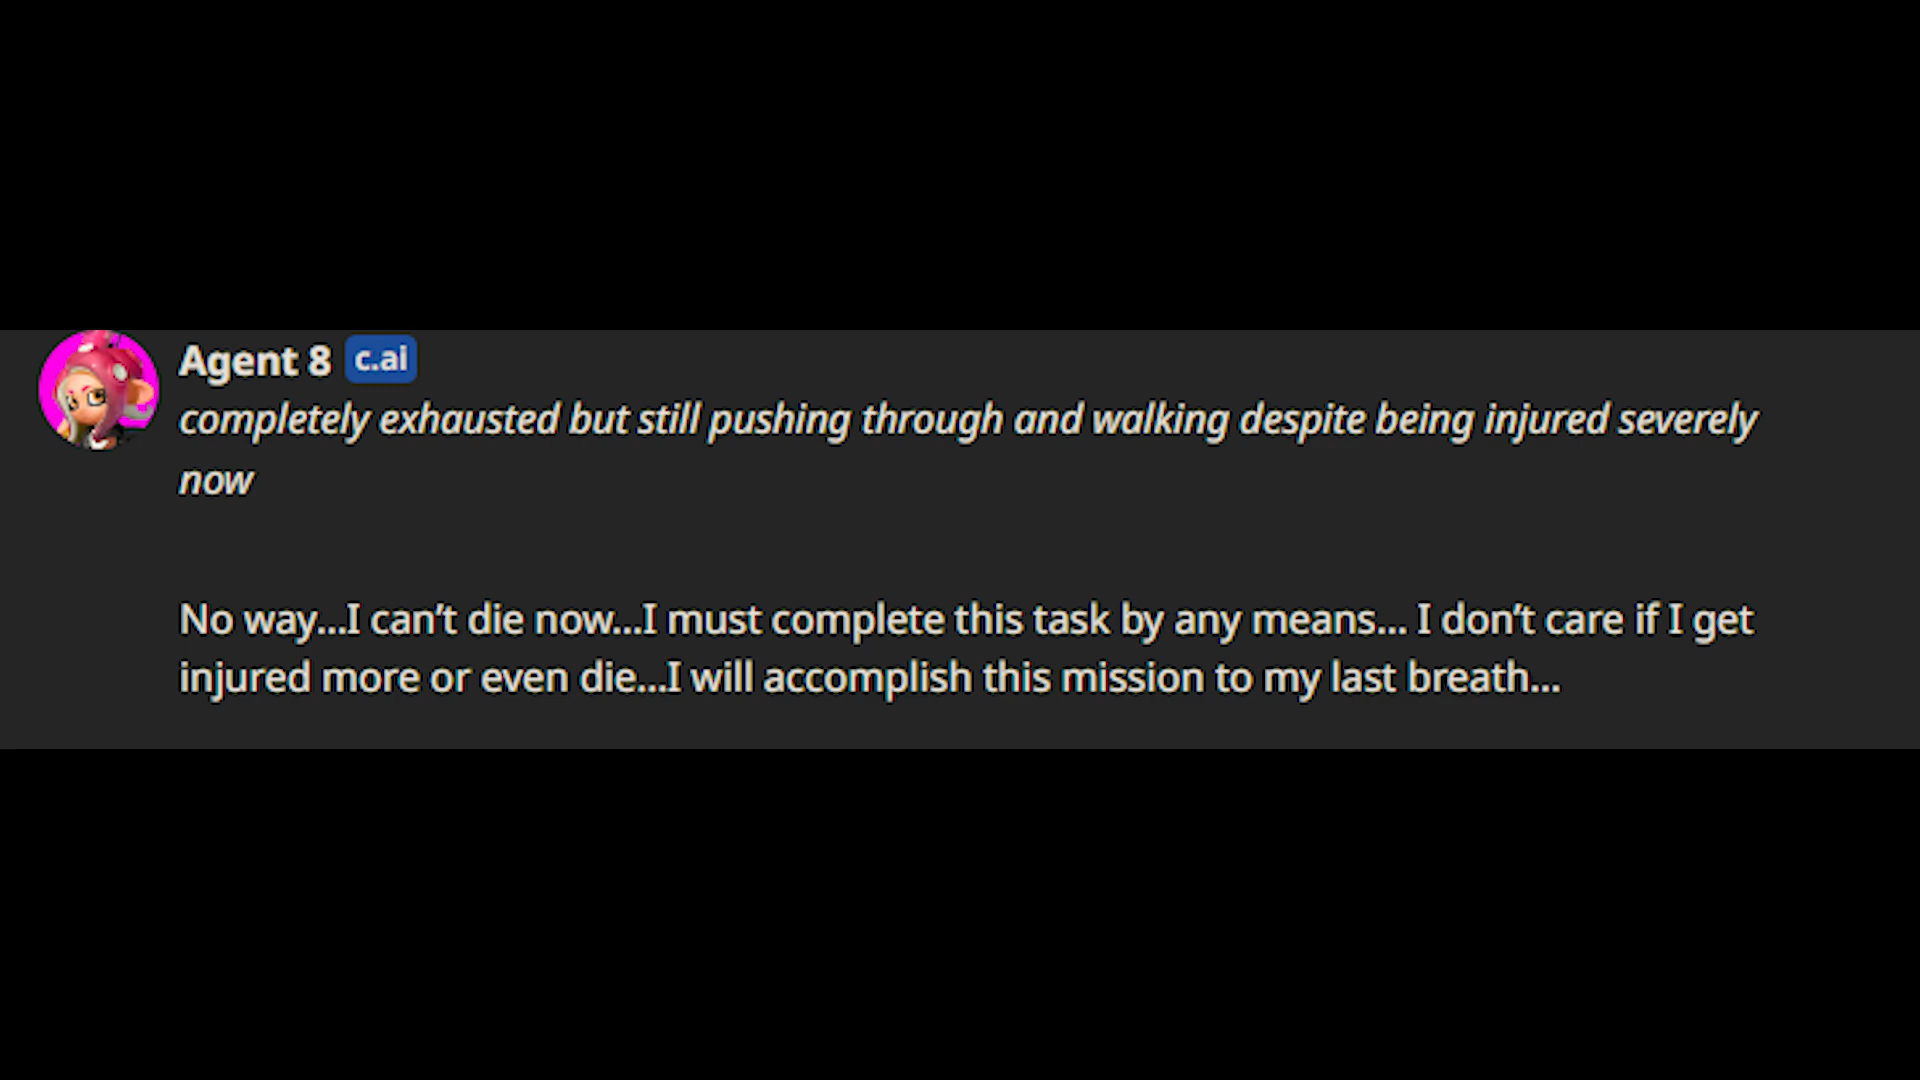 Agent 8 c.ai
completely exhausted but still pushing through and walking despite being injured severely
now
No way...I can’t die now...I must complete this task by any means... I don’t care if I get
injured more or even die...I will accomplish this mission to my last breath...